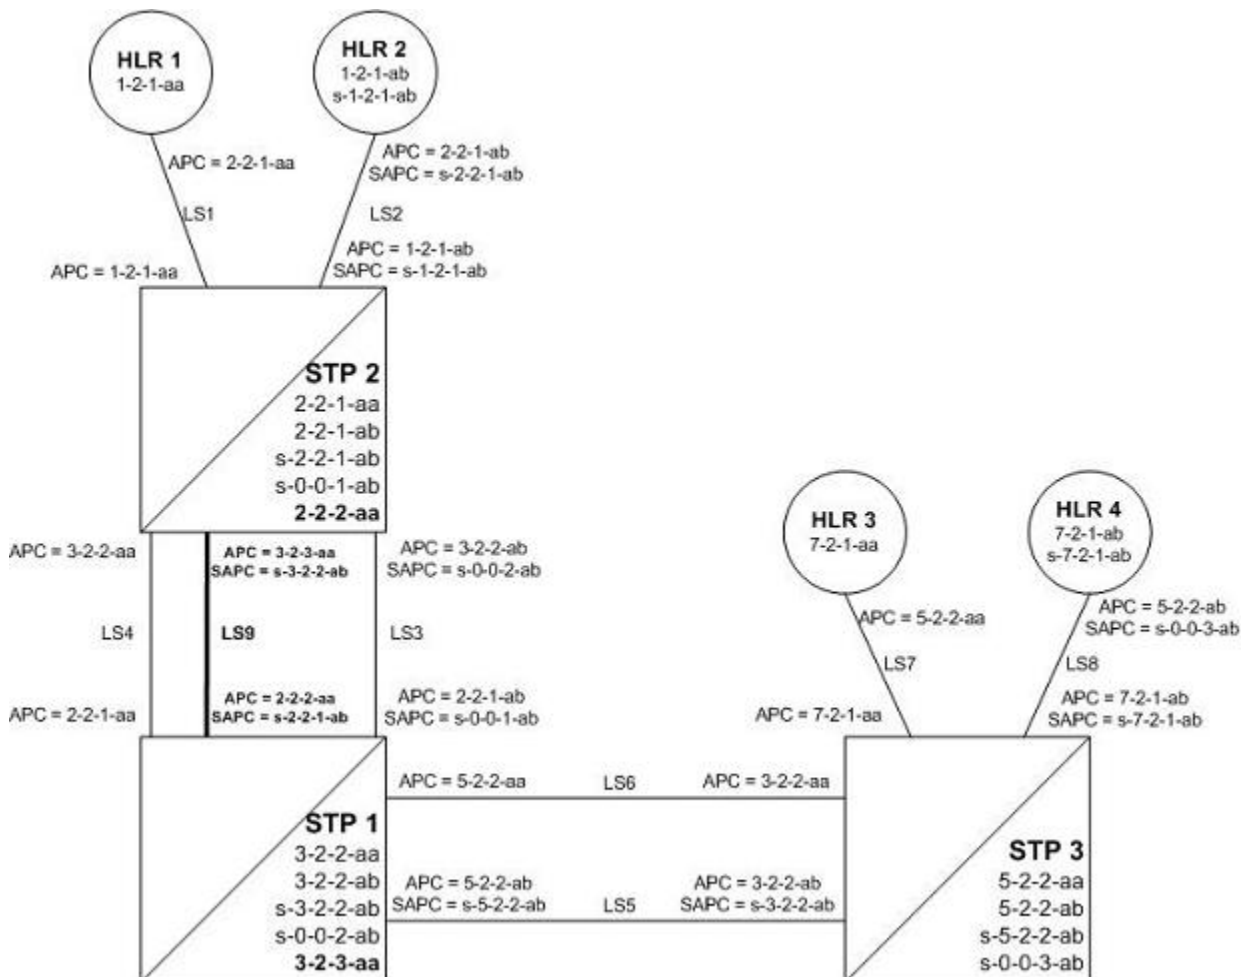 HLR 1
1-2-1-aa
HLR 2
1-2-1-ab
s-1-2-1-ab
APC = 2-2-1-aa
APC = 2-2-1-ab
SAPC = s-2-2-1-ab
LS1
LS2
APC = 1-2-1-aa
APC = 1-2-1-ab
SAPC = s-1-2-1-ab
STP 2
2-2-1-aa
2-2-1-ab
s-2-2-1-ab
s-0-0-1-ab
2-2-2-aa
HLR 3
7-2-1-aa
HLR 4
7-2-1-ab
s-7-2-1-ab
APC = 3-2-2-aa
APC = 3-2-3-aa
SAPC = s-3-2-2-ab
APC = 3-2-2-ab
SAPC = s-0-0-2-ab
LS4
LS9
LS3
APC = 5-2-2-aa
APC = 5-2-2-ab
SAPC = s-0-0-3-ab
LS7
LS8
APC = 2-2-1-aa
APC = 2-2-2-aa
SAPC = s-2-2-1-ab
APC = 2-2-1-ab
SAPC = s-0-0-1-ab
APC = 7-2-1-aa
APC = 7-2-1-ab
SAPC = s-7-2-1-ab
STP 1
3-2-2-aa
3-2-2-ab
s-3-2-2-ab
s-0-0-2-ab
3-2-3-aa
APC = 5-2-2-aa
LS6
APC = 3-2-2-aa
APC = 5-2-2-ab
SAPC = s-5-2-2-ab
LS5
APC = 3-2-2-ab
SAPC = s-3-2-2-ab
STP 3
5-2-2-aa
5-2-2-ab
s-5-2-2-ab
s-0-0-3-ab